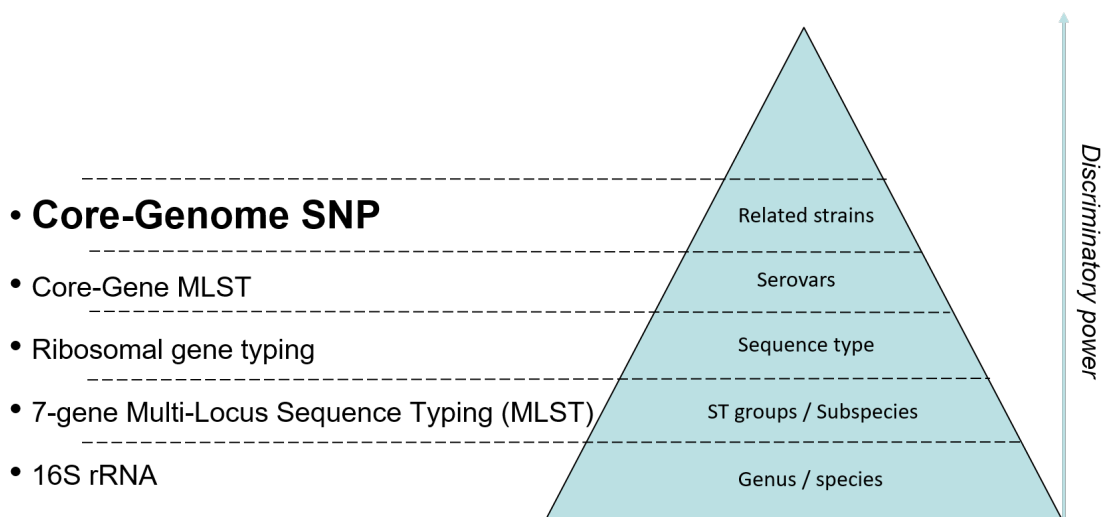 • Core-Genome SNP
Related strains
• Core-Gene MLST
Serovars
• Ribosomal gene typing
Sequence type
• 7-gene Multi-Locus Sequence Typing (MLST)
ST groups / Subspecies
• 16S rRNA
Genus / species
Discriminatory power